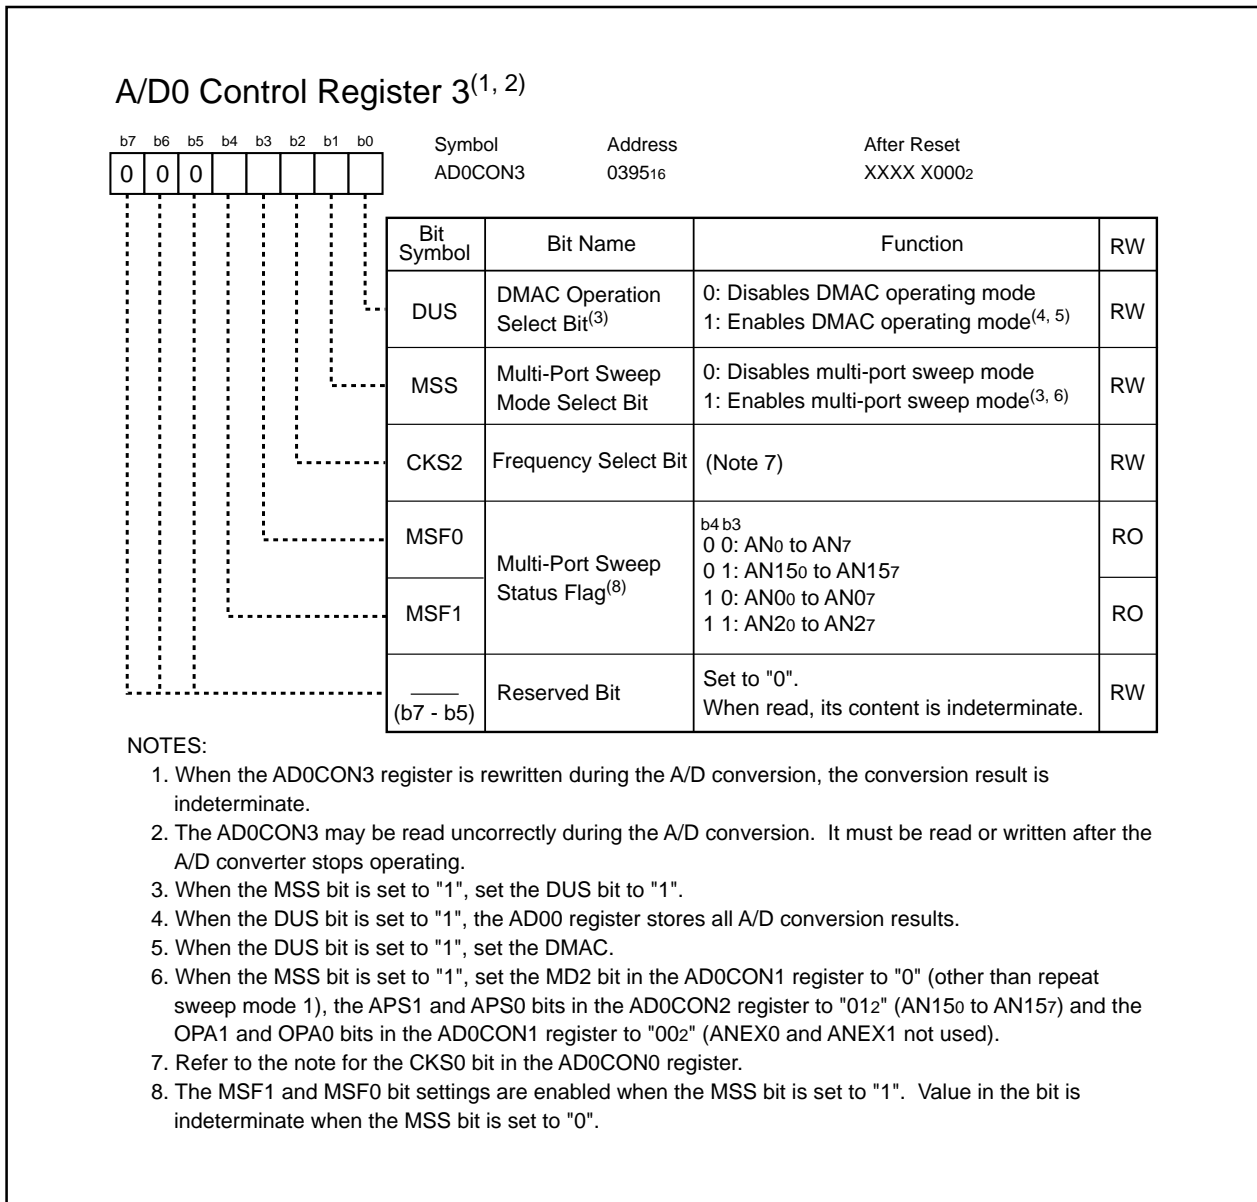 A/D0 Control Register 3(1, 2)
b7 b6 b5 b4 b3 b2 b1 b0
0 0 0
Symbol Address After Reset
AD0CON3 039516 XXXX X0002
Bit Symbol Bit Name Function RW
DUS
DMAC Operation
Select Bit(3)
0: Disables DMAC operating mode
1: Enables DMAC operating mode(4, 5)
RW
MSS
Multi-Port Sweep
Mode Select Bit
0: Disables multi-port sweep mode
1: Enables multi-port sweep mode(3, 6)
RW
CKS2 Frequency Select Bit (Note 7) RW
MSF0
MSF1
Multi-Port Sweep
Status Flag(8)
b4 b3
0 0: AN0 to AN7
0 1: AN150 to AN157
1 0: AN00 to AN07
1 1: AN20 to AN27
RO
RO
(b7 - b5)
Reserved Bit
Set to "0".
When read, its content is indeterminate.
RW
NOTES:
1. When the AD0CON3 register is rewritten during the A/D conversion, the conversion result is
indeterminate.
2. The AD0CON3 may be read uncorrectly during the A/D conversion. It must be read or written after the
A/D converter stops operating.
3. When the MSS bit is set to "1", set the DUS bit to "1".
4. When the DUS bit is set to "1", the AD00 register stores all A/D conversion results.
5. When the DUS bit is set to "1", set the DMAC.
6. When the MSS bit is set to "1", set the MD2 bit in the AD0CON1 register to "0" (other than repeat
sweep mode 1), the APS1 and APS0 bits in the AD0CON2 register to "012" (AN150 to AN157) and the
OPA1 and OPA0 bits in the AD0CON1 register to "002" (ANEX0 and ANEX1 not used).
7. Refer to the note for the CKS0 bit in the AD0CON0 register.
8. The MSF1 and MSF0 bit settings are enabled when the MSS bit is set to "1". Value in the bit is
indeterminate when the MSS bit is set to "0".